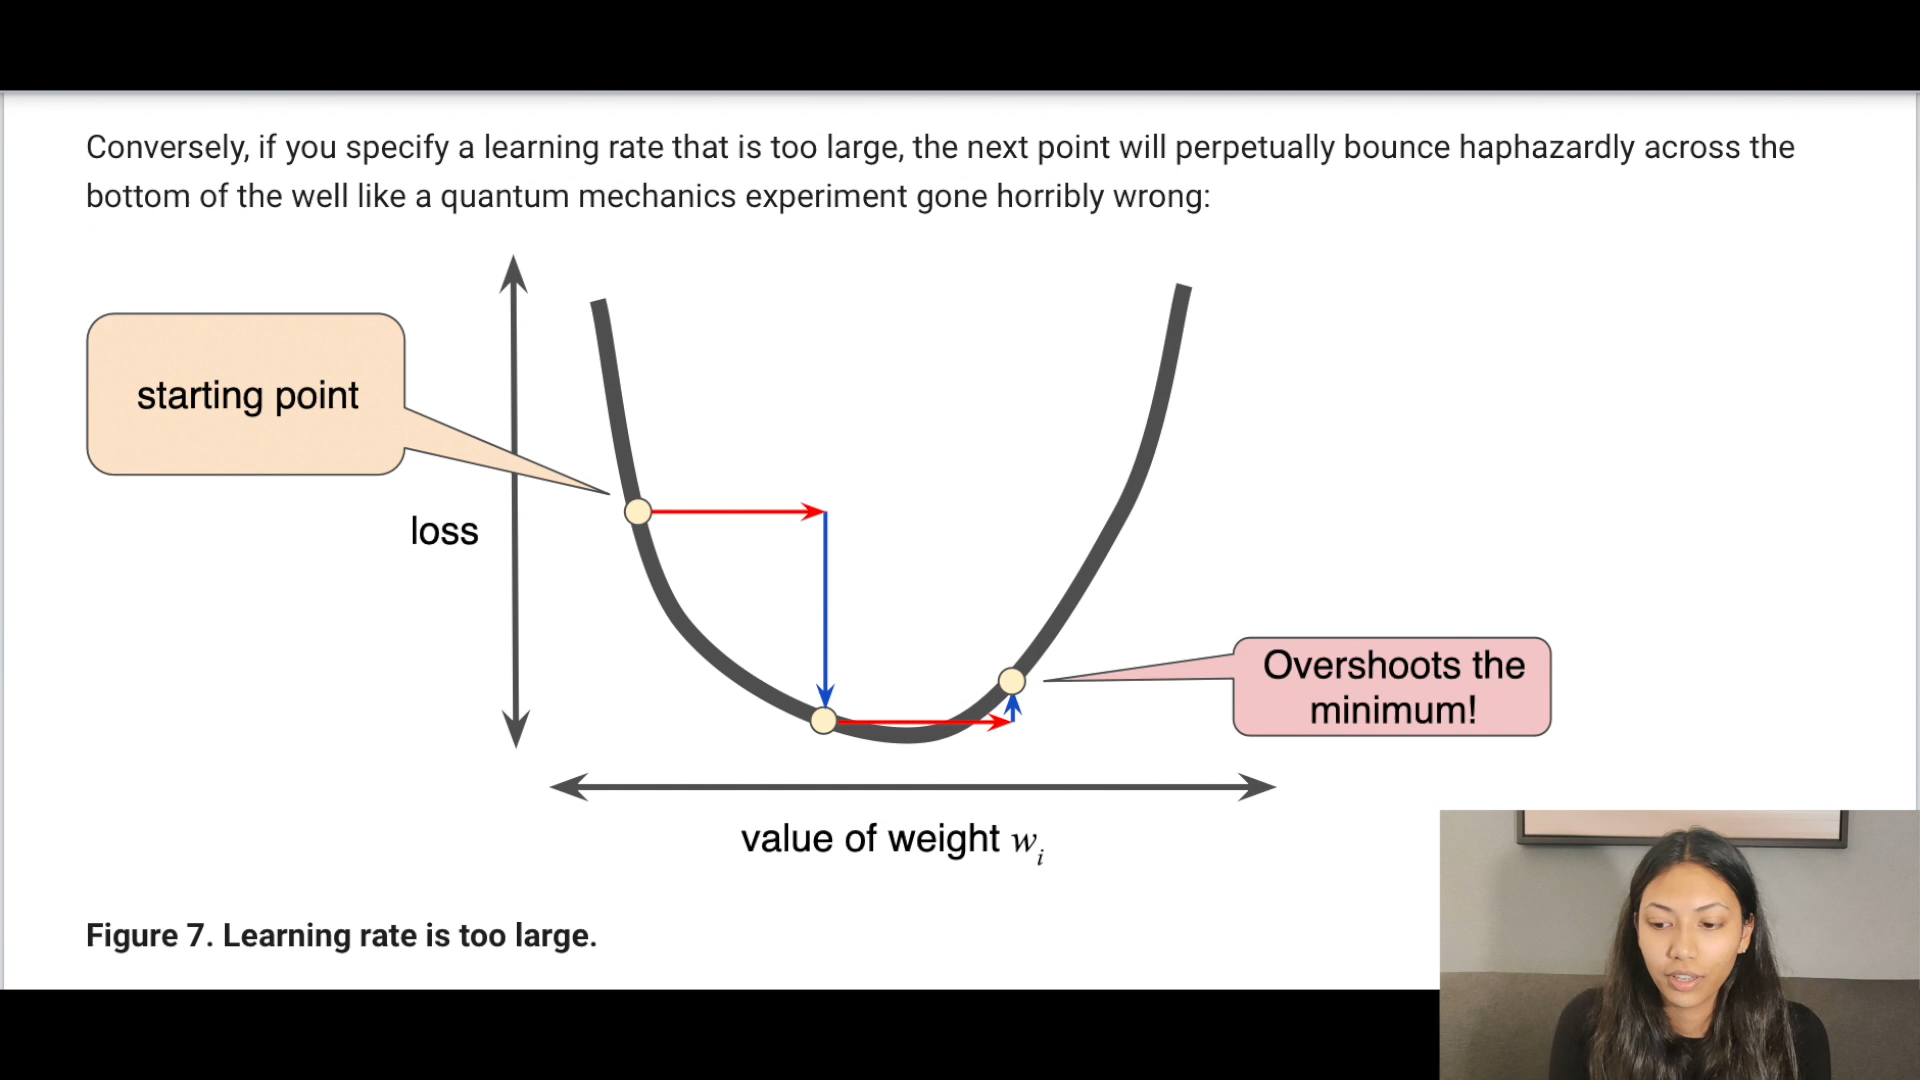 Conversely, if you specify a learning rate that is too large, the next point will perpetually bounce haphazardly across the
bottom of the well like a quantum mechanics experiment gone horribly wrong:
starting point
loss
Overshoots the
minimum!
value of weight wᵢ
Figure 7. Learning rate is too large.